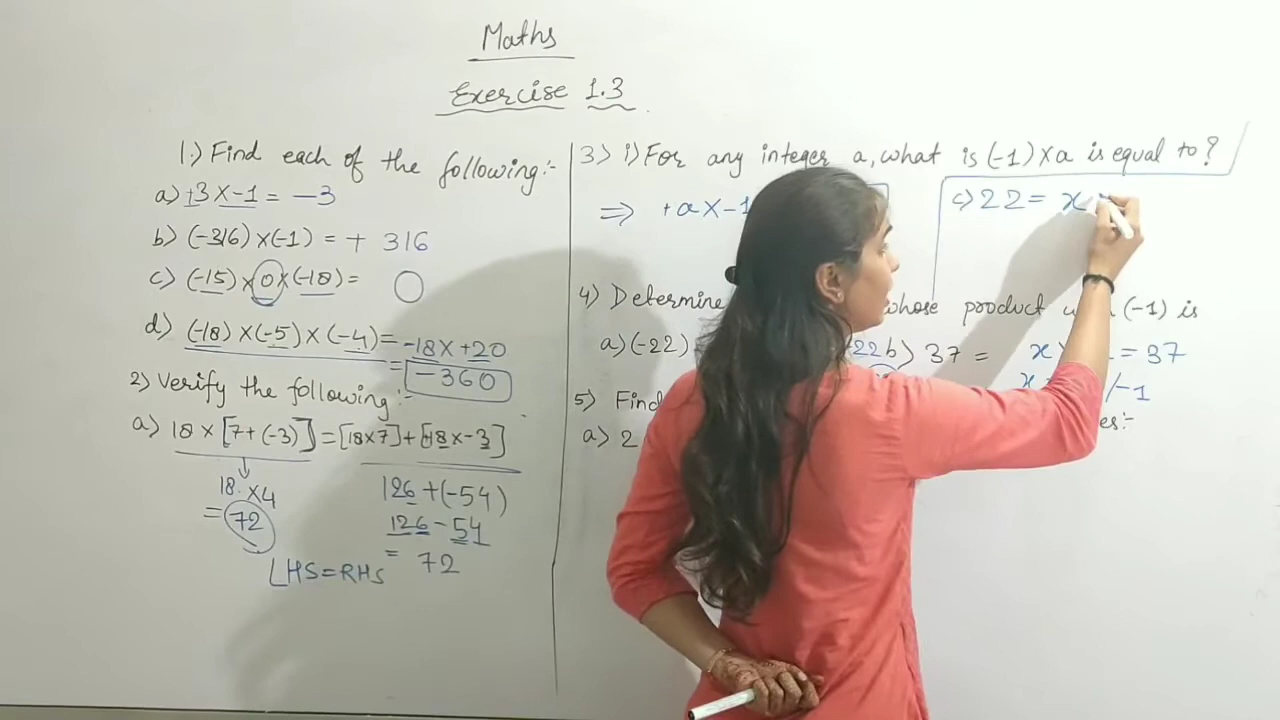 Maths
Exercise 1.3
1.) Find each of the following:-
a) +3 X -1 = -3
b) (-316) x (-1) = + 316
c) (-15) x 0 x (-18) = 0
d) (-18) x (-5) x (-4) = -18 X +20
= -360
2) Verify the following:-
a) 18 x [7+(-3)] = [18x7] + [+18 x -3]
18 x 4
= 72
126 + (-54)
126 - 54
= 72
LHS = RHS
3> i) For any integer a, what is (-1) X a is equal to?
⇒ +a X -1
c) 22 = x
4) Determine whose product (-1) is
a) (-22) 22 b) 37 = x = 37
x /-1
5) Find
a) 2